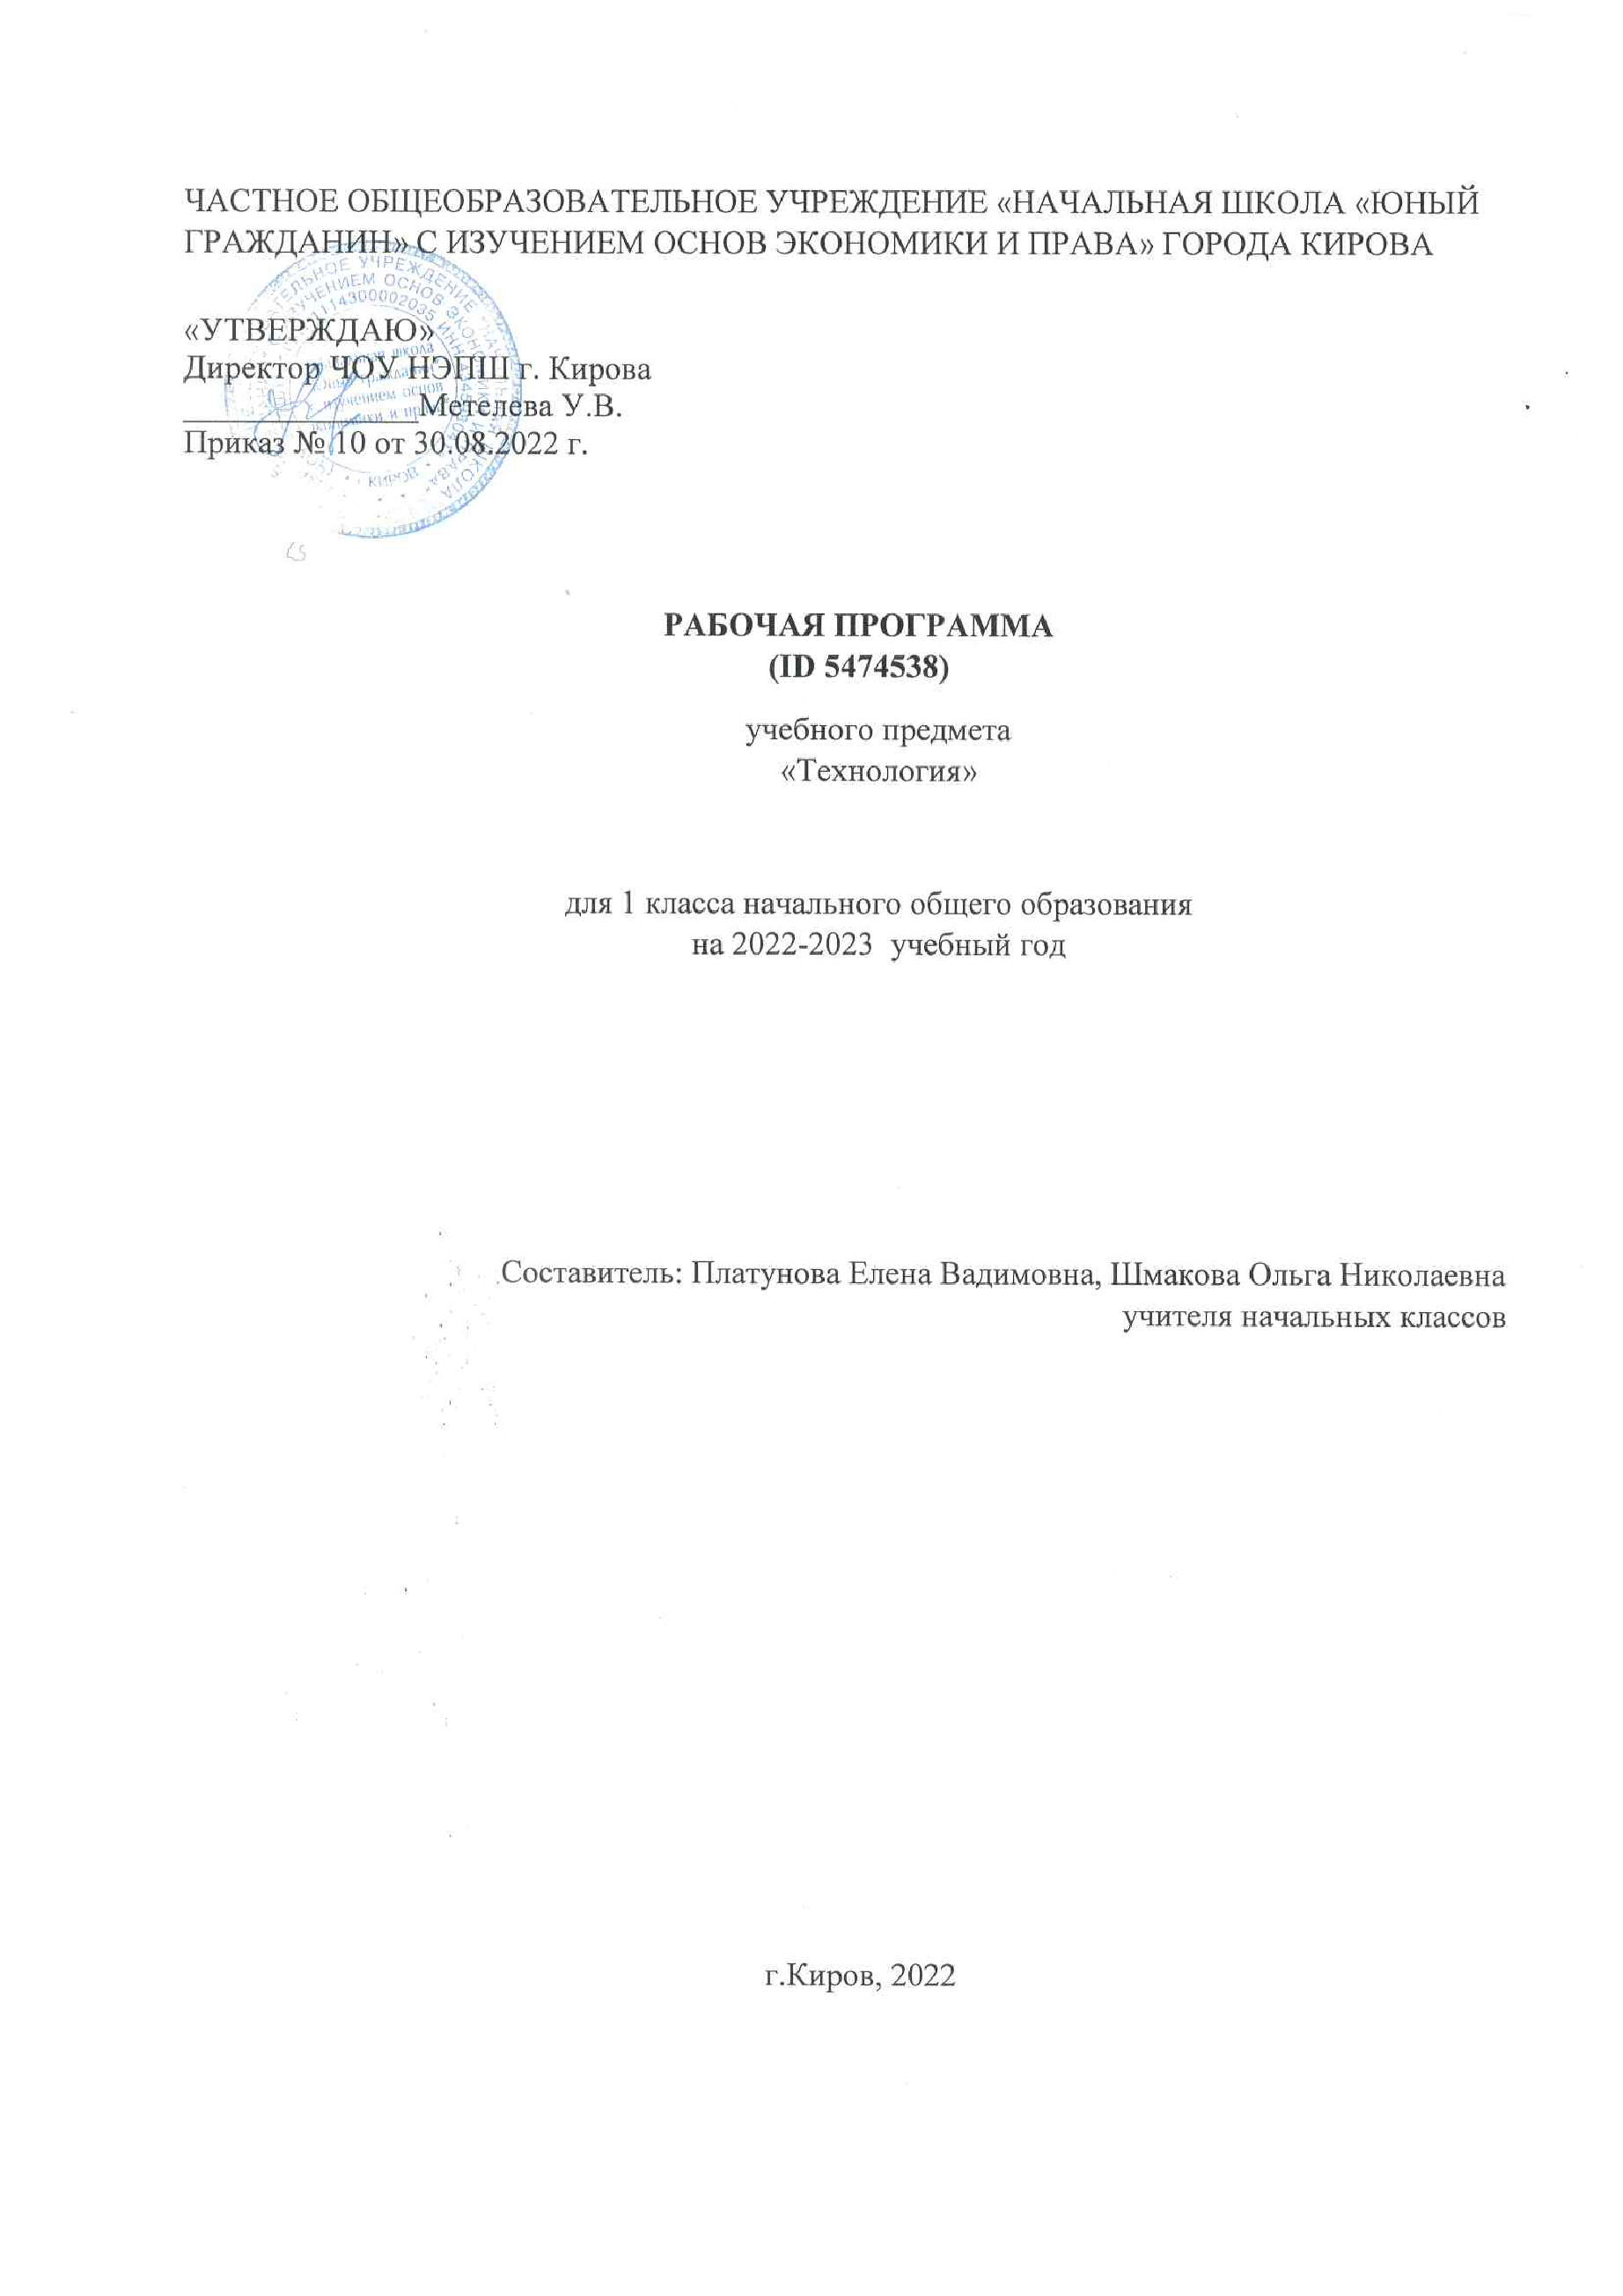 ЧАСТНОЕ ОБЩЕОБРАЗОВАТЕЛЬНОЕ УЧРЕЖДЕНИЕ «НАЧАЛЬНАЯ ШКОЛА «ЮНЫЙ
ГРАЖДАНИН» С ИЗУЧЕНИЕМ ОСНОВ ЭКОНОМИКИ И ПРАВА» ГОРОДА КИРОВА
«УТВЕРЖДАЮ»
Директор ЧОУ НЭПШ г. Кирова
______________Метелева У.В.
Приказ № 10 от 30.08.2022 г.
РАБОЧАЯ ПРОГРАММА
(ID 5474538)
учебного предмета
«Технология»
для 1 класса начального общего образования
на 2022-2023 учебный год
Составитель: Платунова Елена Вадимовна, Шмакова Ольга Николаевна
учителя начальных классов
г.Киров, 2022